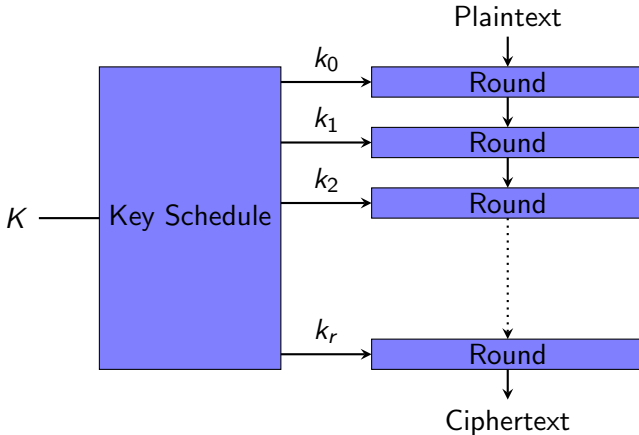 Plaintext
k₀
Round
k₁
Round
k₂
Round
K
Key Schedule
kᵣ
Round
Ciphertext